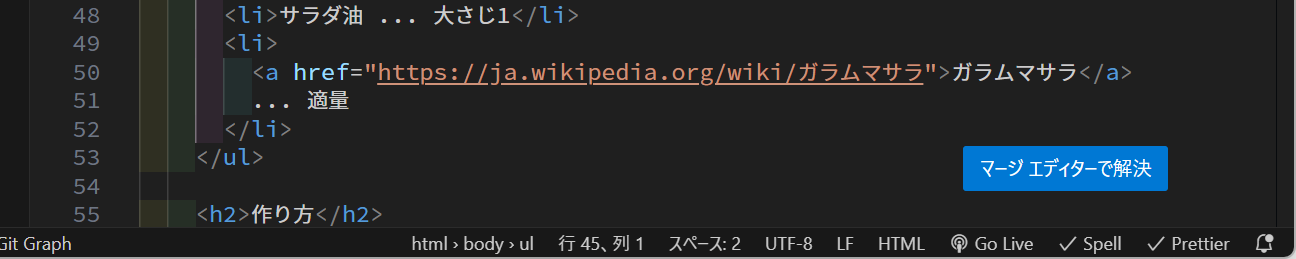 48 <li>サラダ油 ... 大さじ1</li>
49 <li>
50 <a href="https://ja.wikipedia.org/wiki/ガラムマサラ">ガラムマサラ</a>
51 ... 適量
52 </li>
53 </ul>
マージ エディターで解決
54
55 <h2>作り方</h2>
Git Graph html › body › ul 行 45、列 1 スペース: 2 UTF-8 LF HTML Go Live Spell Prettier